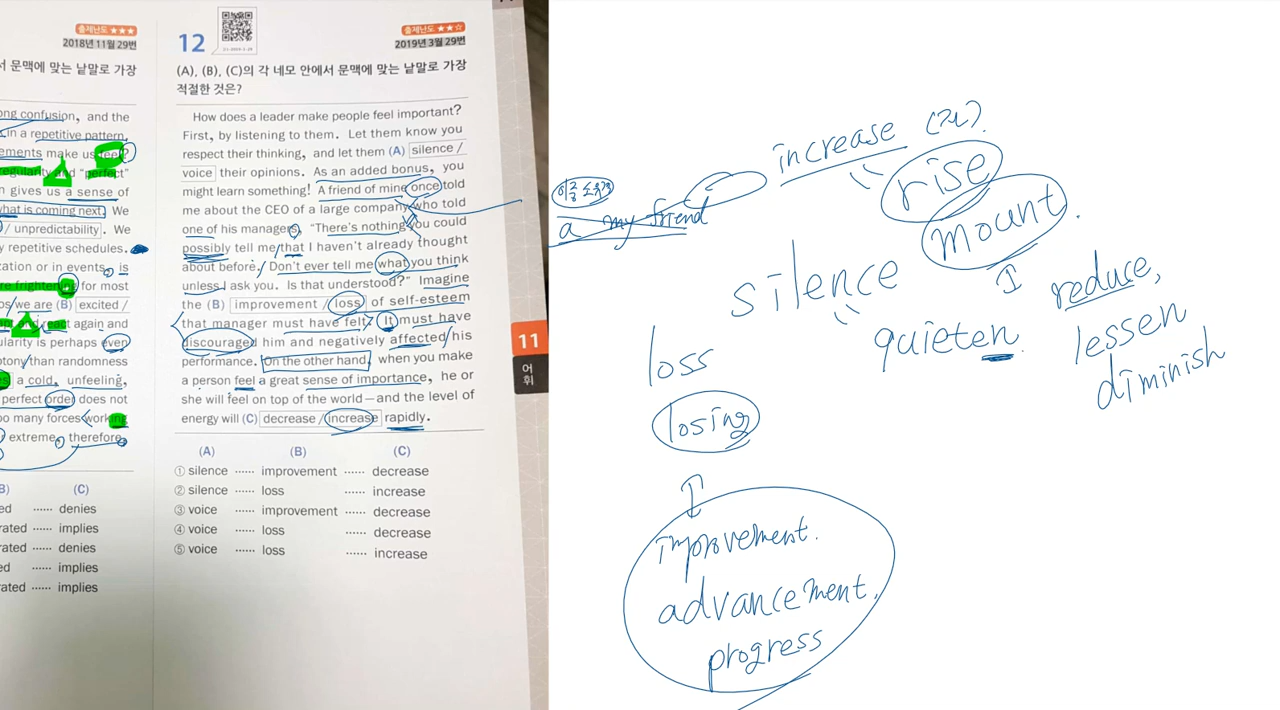 출제난도 ★★★
2018년 11월 29번
서 문맥에 맞는 낱말로 가장
ong confusion, and the
in a repetitive pattern.
ements make us feel?
regularity and "perfect"
n gives us a sense of
what is coming next. We
/ unpredictability. We
y repetitive schedules.
zation or in events, is
re frightening for most
we are (B) excited /
and react again and
ularity is perhaps even
otony than randomness
a cold, unfeeling,
perfect order does not
oo many forces working
extreme, therefore,
B) (C)
ed ...... denies
rated ...... implies
rated ...... denies
ed ...... implies
rated ...... implies
12
출제난도 ★★☆
2019년 3월 29번
(A), (B), (C)의 각 네모 안에서 문맥에 맞는 낱말로 가장
적절한 것은?
How does a leader make people feel important?
First, by listening to them. Let them know you
respect their thinking, and let them (A) silence /
voice their opinions. As an added bonus, you
might learn something! A friend of mine once told
me about the CEO of a large company who told
one of his managers, "There's nothing you could
possibly tell me that I haven't already thought
about before. Don't ever tell me what you think
unless I ask you. Is that understood?" Imagine
the (B) improvement / loss of self-esteem
that manager must have felt. It must have
discouraged him and negatively affected his
performance. On the other hand, when you make
a person feel a great sense of importance, he or
she will feel on top of the world—and the level of
energy will (C) decrease / increase rapidly.
(A) (B) (C)
① silence ...... improvement ...... decrease
② silence ...... loss ...... increase
③ voice ...... improvement ...... decrease
④ voice ...... loss ...... decrease
⑤ voice ...... loss ...... increase
11
어휘
increase
rise
mount.
이중소유격
a my friend
silence
quieten
reduce,
lessen
diminish
loss
losing
improvement.
advancement.
progress